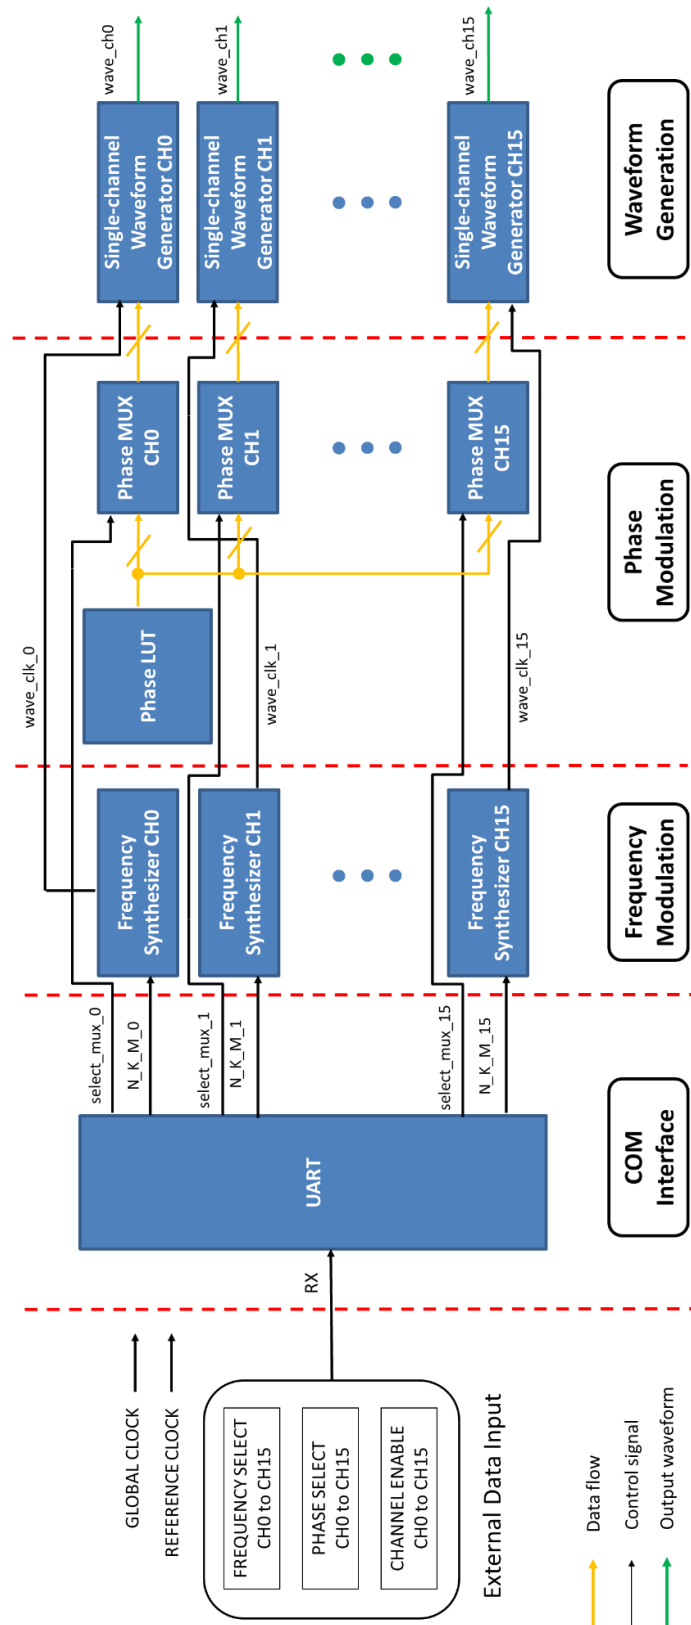 GLOBAL CLOCK
REFERENCE CLOCK
FREQUENCY SELECT
CH0 to CH15
PHASE SELECT
CH0 to CH15
CHANNEL ENABLE
CH0 to CH15
External Data Input
Data flow
Control signal
Output waveform
RX
UART
select_mux_0
N_K_M_0
select_mux_1
N_K_M_1
select_mux_15
N_K_M_15
COM
Interface
Frequency
Synthesizer CH0
Frequency
Synthesizer CH1
Frequency
Synthesizer CH15
Frequency
Modulation
wave_clk_0
Phase LUT
wave_clk_1
wave_clk_15
Phase MUX
CH0
Phase MUX
CH1
Phase MUX
CH15
Phase
Modulation
Single-channel
Waveform
Generator CH0
Single-channel
Waveform
Generator CH1
Single-channel
Waveform
Generator CH15
wave_ch0
wave_ch1
wave_ch15
Waveform
Generation